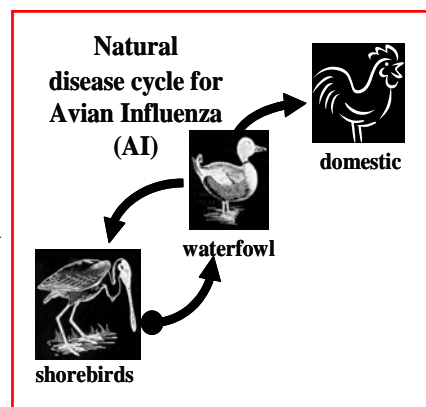 Natural
disease cycle for
Avian Influenza
(AI)
domestic
waterfowl
shorebirds